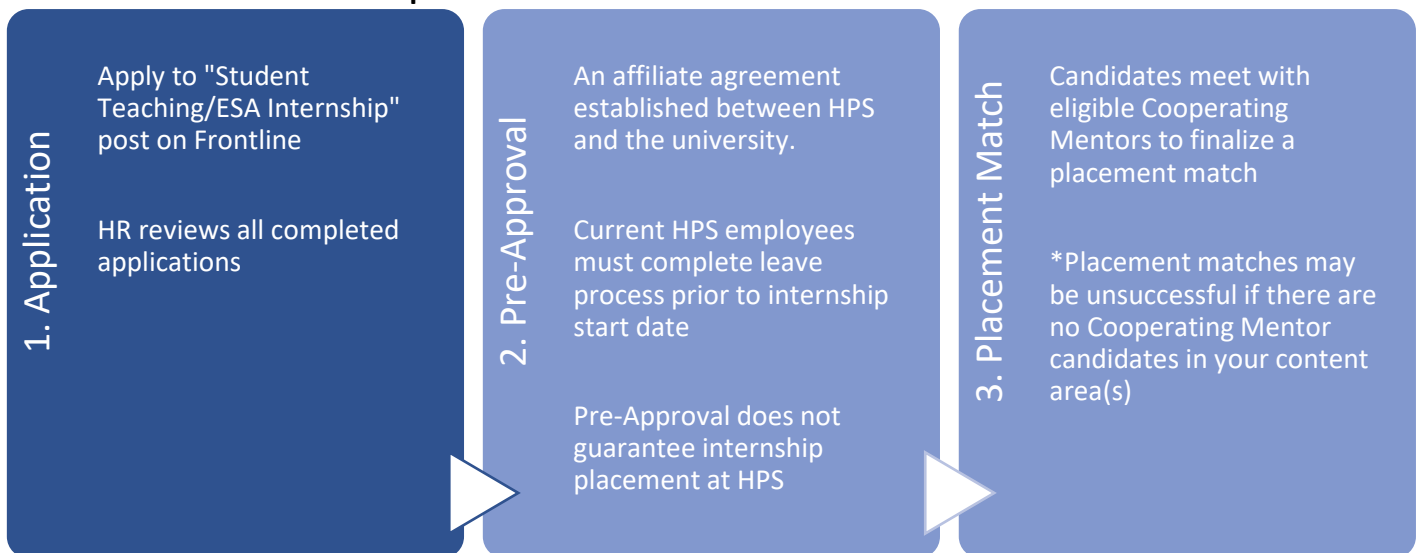 1. Application
Apply to "Student
Teaching/ESA Internship"
post on Frontline
HR reviews all completed
applications
2. Pre-Approval
An affiliate agreement
established between HPS
and the university.
Current HPS employees
must complete leave
process prior to internship
start date
Pre-Approval does not
guarantee internship
placement at HPS
3. Placement Match
Candidates meet with
eligible Cooperating
Mentors to finalize a
placement match
*Placement matches may
be unsuccessful if there are
no Cooperating Mentor
candidates in your content
area(s)